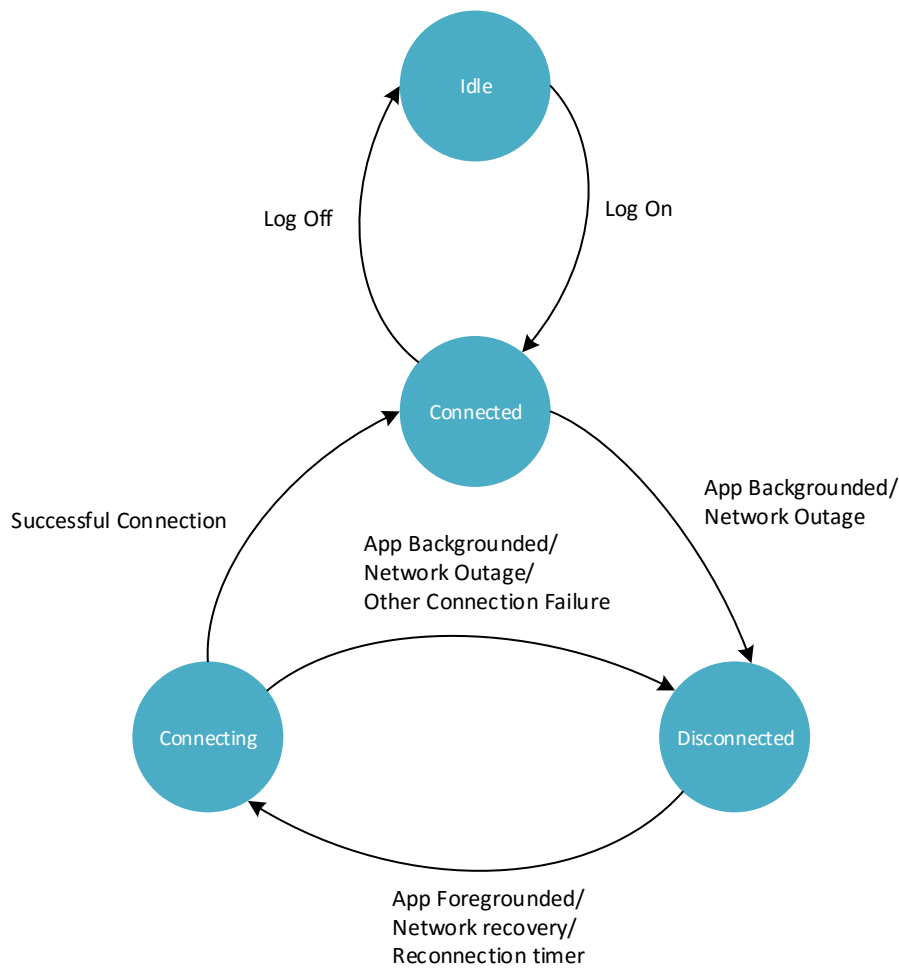 Idle
Log Off
Log On
Connected
App Backgrounded/
Network Outage
Successful Connection
App Backgrounded/
Network Outage/
Other Connection Failure
Connecting
Disconnected
App Foregrounded/
Network recovery/
Reconnection timer